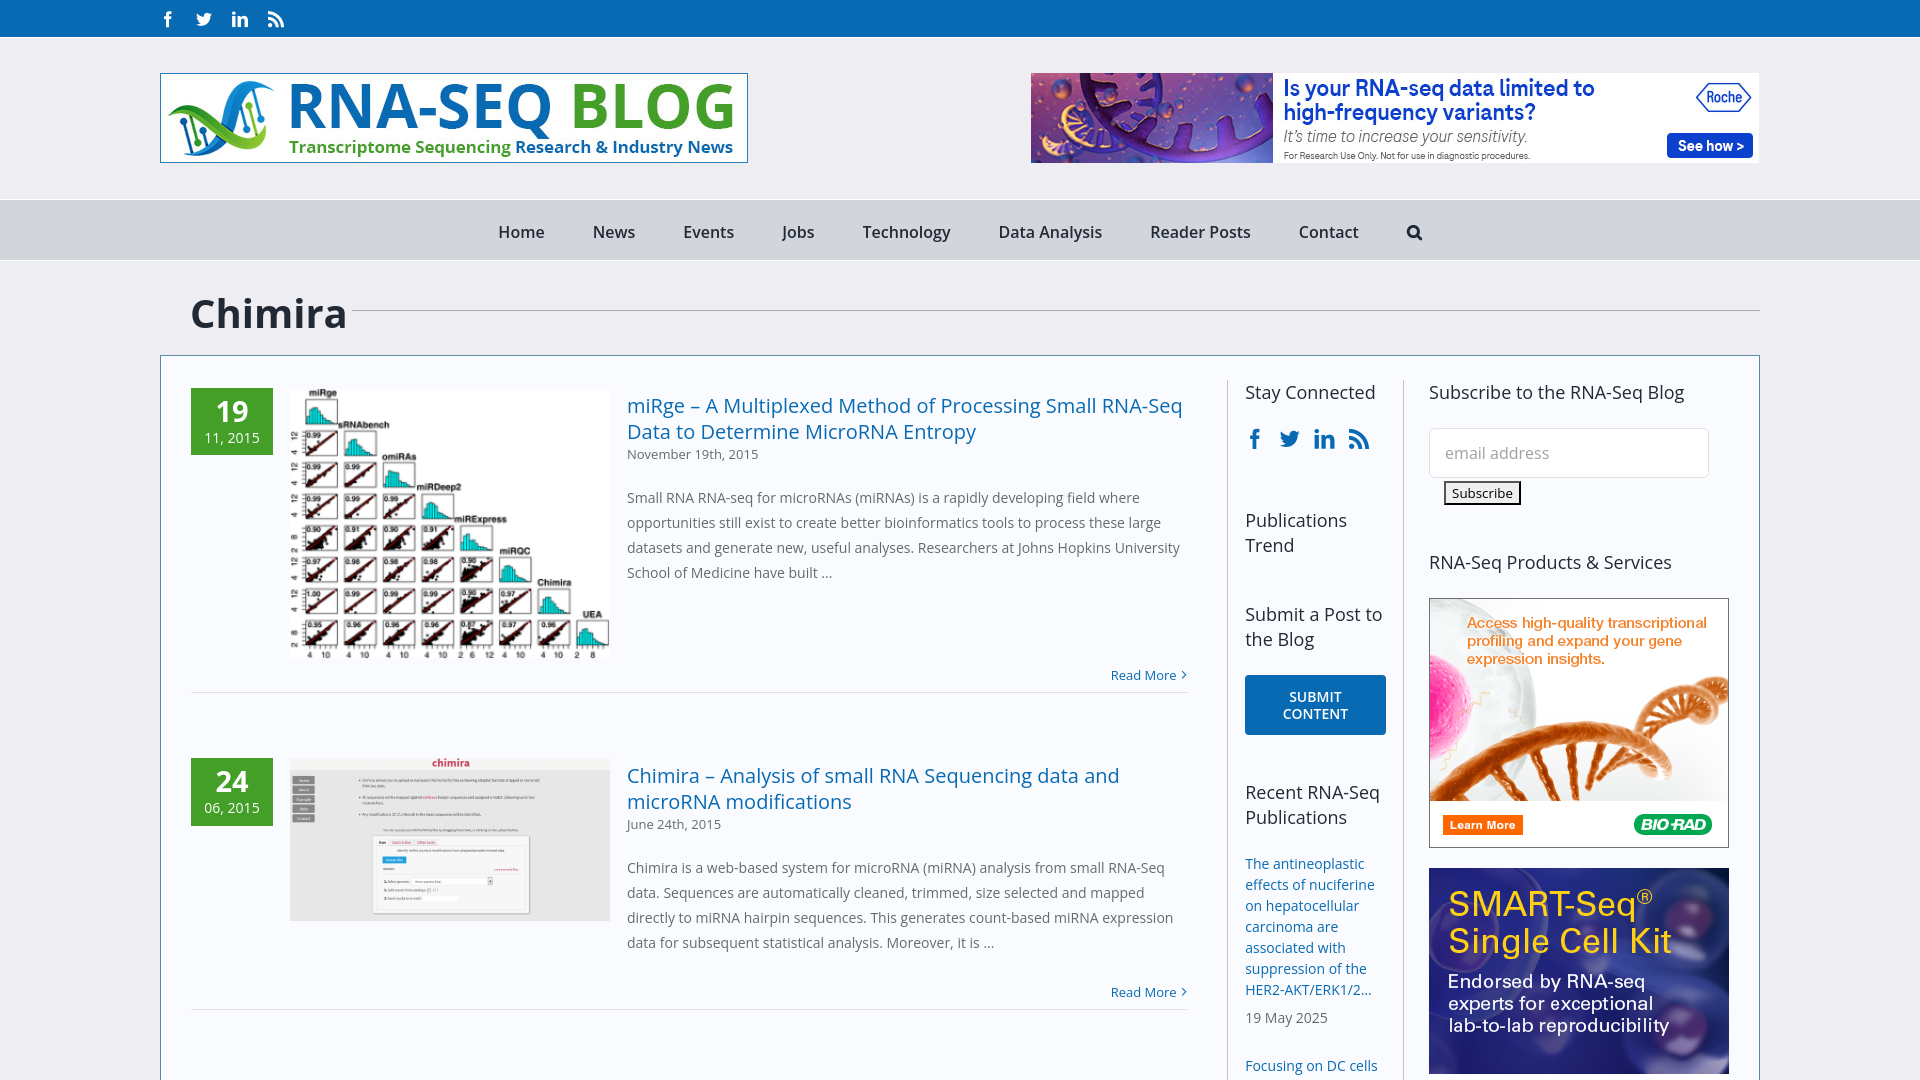 RNA-SEQ BLOG
Transcriptome Sequencing Research & Industry News
Is your RNA-seq data limited to
high-frequency variants?
It's time to increase your sensitivity.
For Research Use Only. Not for use in diagnostic procedures.
Roche
See how >
Home News Events Jobs Technology Data Analysis Reader Posts Contact
Chimira
19
11, 2015
miRge
sRNAbench
omiRAs
miRDeep2
miRExpress
miRQC
Chimira
UEA
miRge – A Multiplexed Method of Processing Small RNA-Seq
Data to Determine MicroRNA Entropy
November 19th, 2015
Small RNA RNA-seq for microRNAs (miRNAs) is a rapidly developing field where
opportunities still exist to create better bioinformatics tools to process these large
datasets and generate new, useful analyses. Researchers at Johns Hopkins University
School of Medicine have built ...
Read More
24
06, 2015
chimira
Chimira – Analysis of small RNA Sequencing data and
microRNA modifications
June 24th, 2015
Chimira is a web-based system for microRNA (miRNA) analysis from small RNA-Seq
data. Sequences are automatically cleaned, trimmed, size selected and mapped
directly to miRNA hairpin sequences. This generates count-based miRNA expression
data for subsequent statistical analysis. Moreover, it is ...
Read More
Stay Connected
Publications
Trend
Submit a Post to
the Blog
SUBMIT
CONTENT
Recent RNA-Seq
Publications
The antineoplastic
effects of nuciferine
on hepatocellular
carcinoma are
associated with
suppression of the
HER2-AKT/ERK1/2...
19 May 2025
Focusing on DC cells
Subscribe to the RNA-Seq Blog
email address
Subscribe
RNA-Seq Products & Services
Access high-quality transcriptional
profiling and expand your gene
expression insights.
Learn More
BIO-RAD
SMART-Seq®
Single Cell Kit
Endorsed by RNA-seq
experts for exceptional
lab-to-lab reproducibility